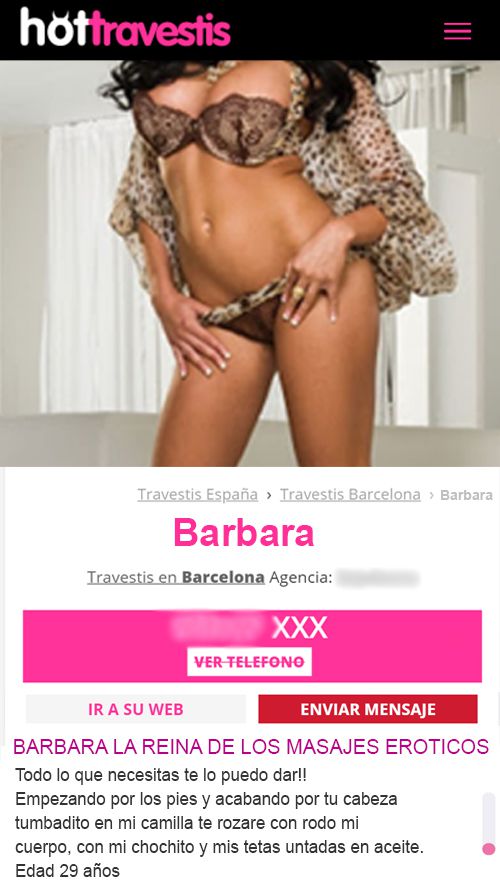 hottravestis
Travestis España › Travestis Barcelona › Barbara
Barbara
Travestis en Barcelona Agencia:
XXX
VER TELEFONO
IR A SU WEB
ENVIAR MENSAJE
BARBARA LA REINA DE LOS MASAJES EROTICOS
Todo lo que necesitas te lo puedo dar!!
Empezando por los pies y acabando por tu cabeza
tumbadito en mi camilla te rozare con rodo mi
cuerpo, con mi chochito y mis tetas untadas en aceite.
Edad 29 años